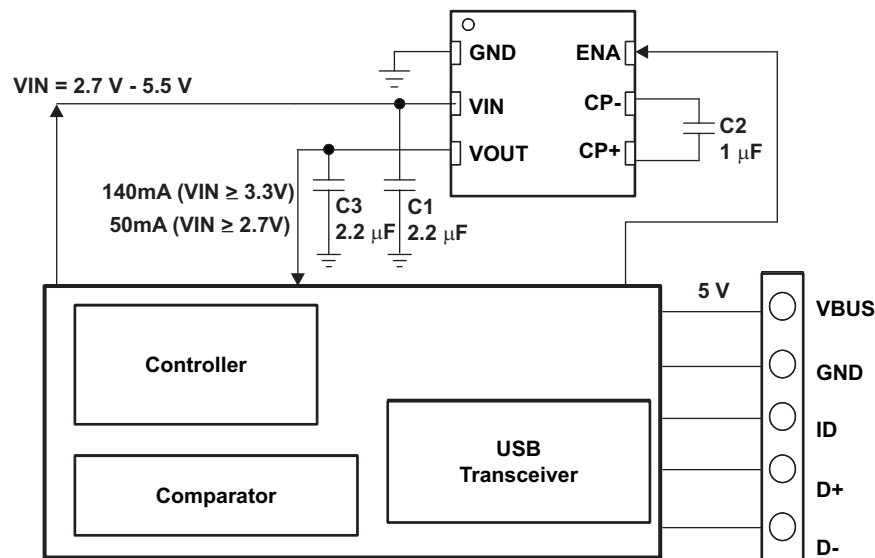 GND
ENA
VIN = 2.7 V - 5.5 V
VIN
CP-
C2
1 μF
VOUT
CP+
140mA (VIN ≥ 3.3V)
50mA (VIN ≥ 2.7V)
C3
2.2 μF
C1
2.2 μF
5 V
VBUS
Controller
GND
ID
USB
Transceiver
Comparator
D+
D-